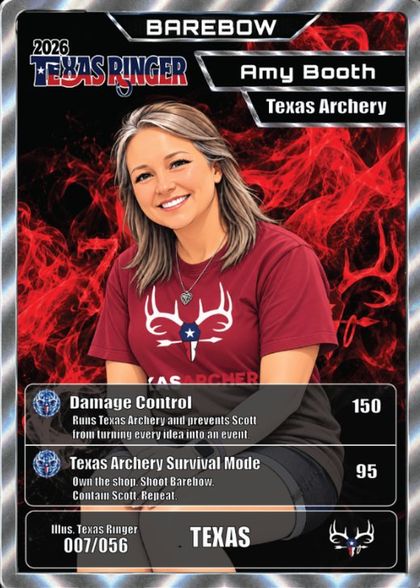 BAREBOW
2026
TEXAS RINGER
Amy Booth
Texas Archery
XAS ARCHER
Damage Control 150
Runs Texas Archery and prevents Scott
from turning every idea into an event.
Texas Archery Survival Mode 95
Own the shop. Shoot Barebow.
Contain Scott. Repeat.
Illus. Texas Ringer
007/056
TEXAS